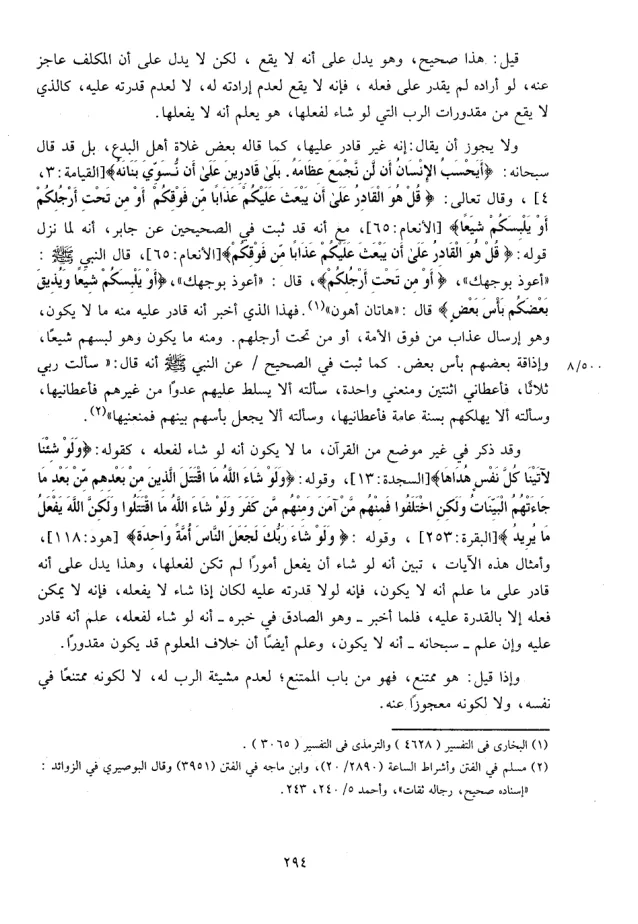 قيل: هذا صحيح، وهو يدل على أنه لا يقع ، لكن لا يدل على أن المكلف عاجز
عنه، لو أراده لم يقدر على فعله ، فإنه لا يقع لعدم إرادته له، لا لعدم قدرته عليه، كالذي
لا يقع من مقدورات الرب التي لو شاء لفعلها، هو يعلم أنه لا يفعلها.
ولا يجوز أن يقال:إنه غير قادر عليها، كما قاله بعض غلاة أهل البدع، بل قد قال
سبحانه: ﴿أَيَحْسَبُ الإِنْسَانُ أَن لَّن نَّجْمَعَ عِظَامَهُ. بَلَىٰ قَادِرِينَ عَلَىٰ أَن نُّسَوِّيَ بَنَانَهُ﴾[القيامة:٣،
٤] ، وقال تعالى: ﴿ قُلْ هُوَ الْقَادِرُ عَلَىٰ أَن يَبْعَثَ عَلَيْكُمْ عَذَابًا مِّن فَوْقِكُمْ أَوْ مِن تَحْتِ أَرْجُلِكُمْ
أَوْ يَلْبِسَكُمْ شِيَعًا﴾ [الأنعام:٦٥]، مع أنه قد ثبت في الصحيحين عن جابر، أنه لما نزل
قوله:﴿ قُلْ هُوَ الْقَادِرُ عَلَىٰ أَن يَبْعَثَ عَلَيْكُمْ عَذَابًا مِّن فَوْقِكُمْ﴾[الأنعام:٦٥]، قال النبي ﷺ :
«أعوذ بوجهك»، ﴿ أَوْ مِن تَحْتِ أَرْجُلِكُمْ﴾، قال : «أعوذ بوجهك»،﴿أَوْ يَلْبِسَكُمْ شِيَعًا وَيُذِيقَ
بَعْضَكُم بَأْسَ بَعْضٍ﴾ قال : «هاتان أهون»(١).فهذا الذي أخبر أنه قادر عليه منه ما لا يكون،
وهو إرسال عذاب من فوق الأمة، أو من تحت أرجلهم. ومنه ما يكون وهو لبسهم شيعًا،
وإذاقة بعضهم بأس بعض. كما ثبت في الصحيح / عن النبي ﷺ أنه قال:« سألت ربي
٨/٥٠٠
ثلاثًا، فأعطاني اثنتين ومنعني واحدة، سألته ألا يسلط عليهم عدوًا من غيرهم فأعطانيها،
وسألته ألا يهلكهم بسنة عامة فأعطانيها، وسألته ألا يجعل بأسهم بينهم فمنعنيها»(٢).
وقد ذكر في غير موضع من القرآن، ما لا يكون أنه لو شاء لفعله ، كقوله: ﴿وَلَوْ شِئْنَا
لآتَيْنَا كُلَّ نَفْسٍ هُدَاهَا﴾[السجدة:١٣]، وقوله: ﴿وَلَوْ شَاءَ اللَّهُ مَا اقْتَتَلَ الَّذِينَ مِنْ بَعْدِهِم مِّنْ بَعْدِ مَا
جَاءَتْهُمُ الْبَيِّنَاتُ وَلَكِنِ اخْتَلَفُوا فَمِنْهُم مَّنْ آمَنَ وَمِنْهُم مَّن كَفَرَ وَلَوْ شَاءَ اللَّهُ مَا اقْتَتَلُوا وَلَكِنَّ اللَّهَ يَفْعَلُ
مَا يُرِيدُ ﴾[البقرة:٢٥٣] ، وقوله :﴿ وَلَوْ شَاءَ رَبُّكَ لَجَعَلَ النَّاسَ أُمَّةً وَاحِدَةً﴾ [هود:١١٨]،
وأمثال هذه الآيات ، تبين أنه لو شاء أن يفعل أمورًا لم تكن لفعلها، وهذا يدل على أنه
قادر على ما علم أنه لا يكون، فإنه لولا قدرته عليه لكان إذا شاء لا يفعله، فإنه لا يمكن
فعله إلا بالقدرة عليه، فلما أخبر ـ وهو الصادق في خبره ـ أنه لو شاء لفعله، علم أنه قادر
عليه وإن علم ـ سبحانه ـ أنه لا يكون، وعلم أيضًا أن خلاف المعلوم قد يكون مقدورًا.
وإذا قيل: هو ممتنع، فهو من باب الممتنع؛ لعدم مشيئة الرب له، لا لكونه ممتنعًا في
نفسه، ولا لكونه معجوزًا عنه.
(١) البخارى فى التفسير ( ٤٦٢٨ ) والترمذى فى التفسير ( ٣٠٦٥ ) .
(٢) مسلم في الفتن وأشراط الساعة (٢٠/٢٨٩٠)، وابن ماجه في الفتن (٣٩٥١) وقال البوصيري في الزوائد :
«إسناده صحيح، رجاله ثقات»، وأحمد ٥/ ٢٤٠، ٢٤٣.
٢٩٤